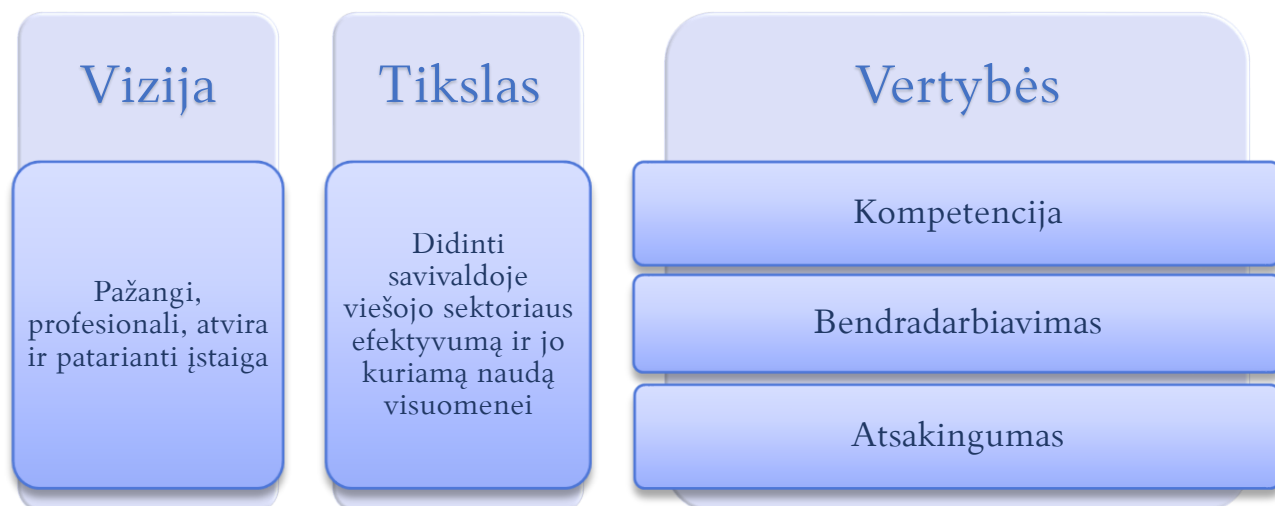 Vizija
Pažangi,
profesionali, atvira
ir patarianti įstaiga
Tikslas
Didinti
savivaldoje
viešojo sektoriaus
efektyvumą ir jo
kuriamą naudą
visuomenei
Vertybės
Kompetencija
Bendradarbiavimas
Atsakingumas